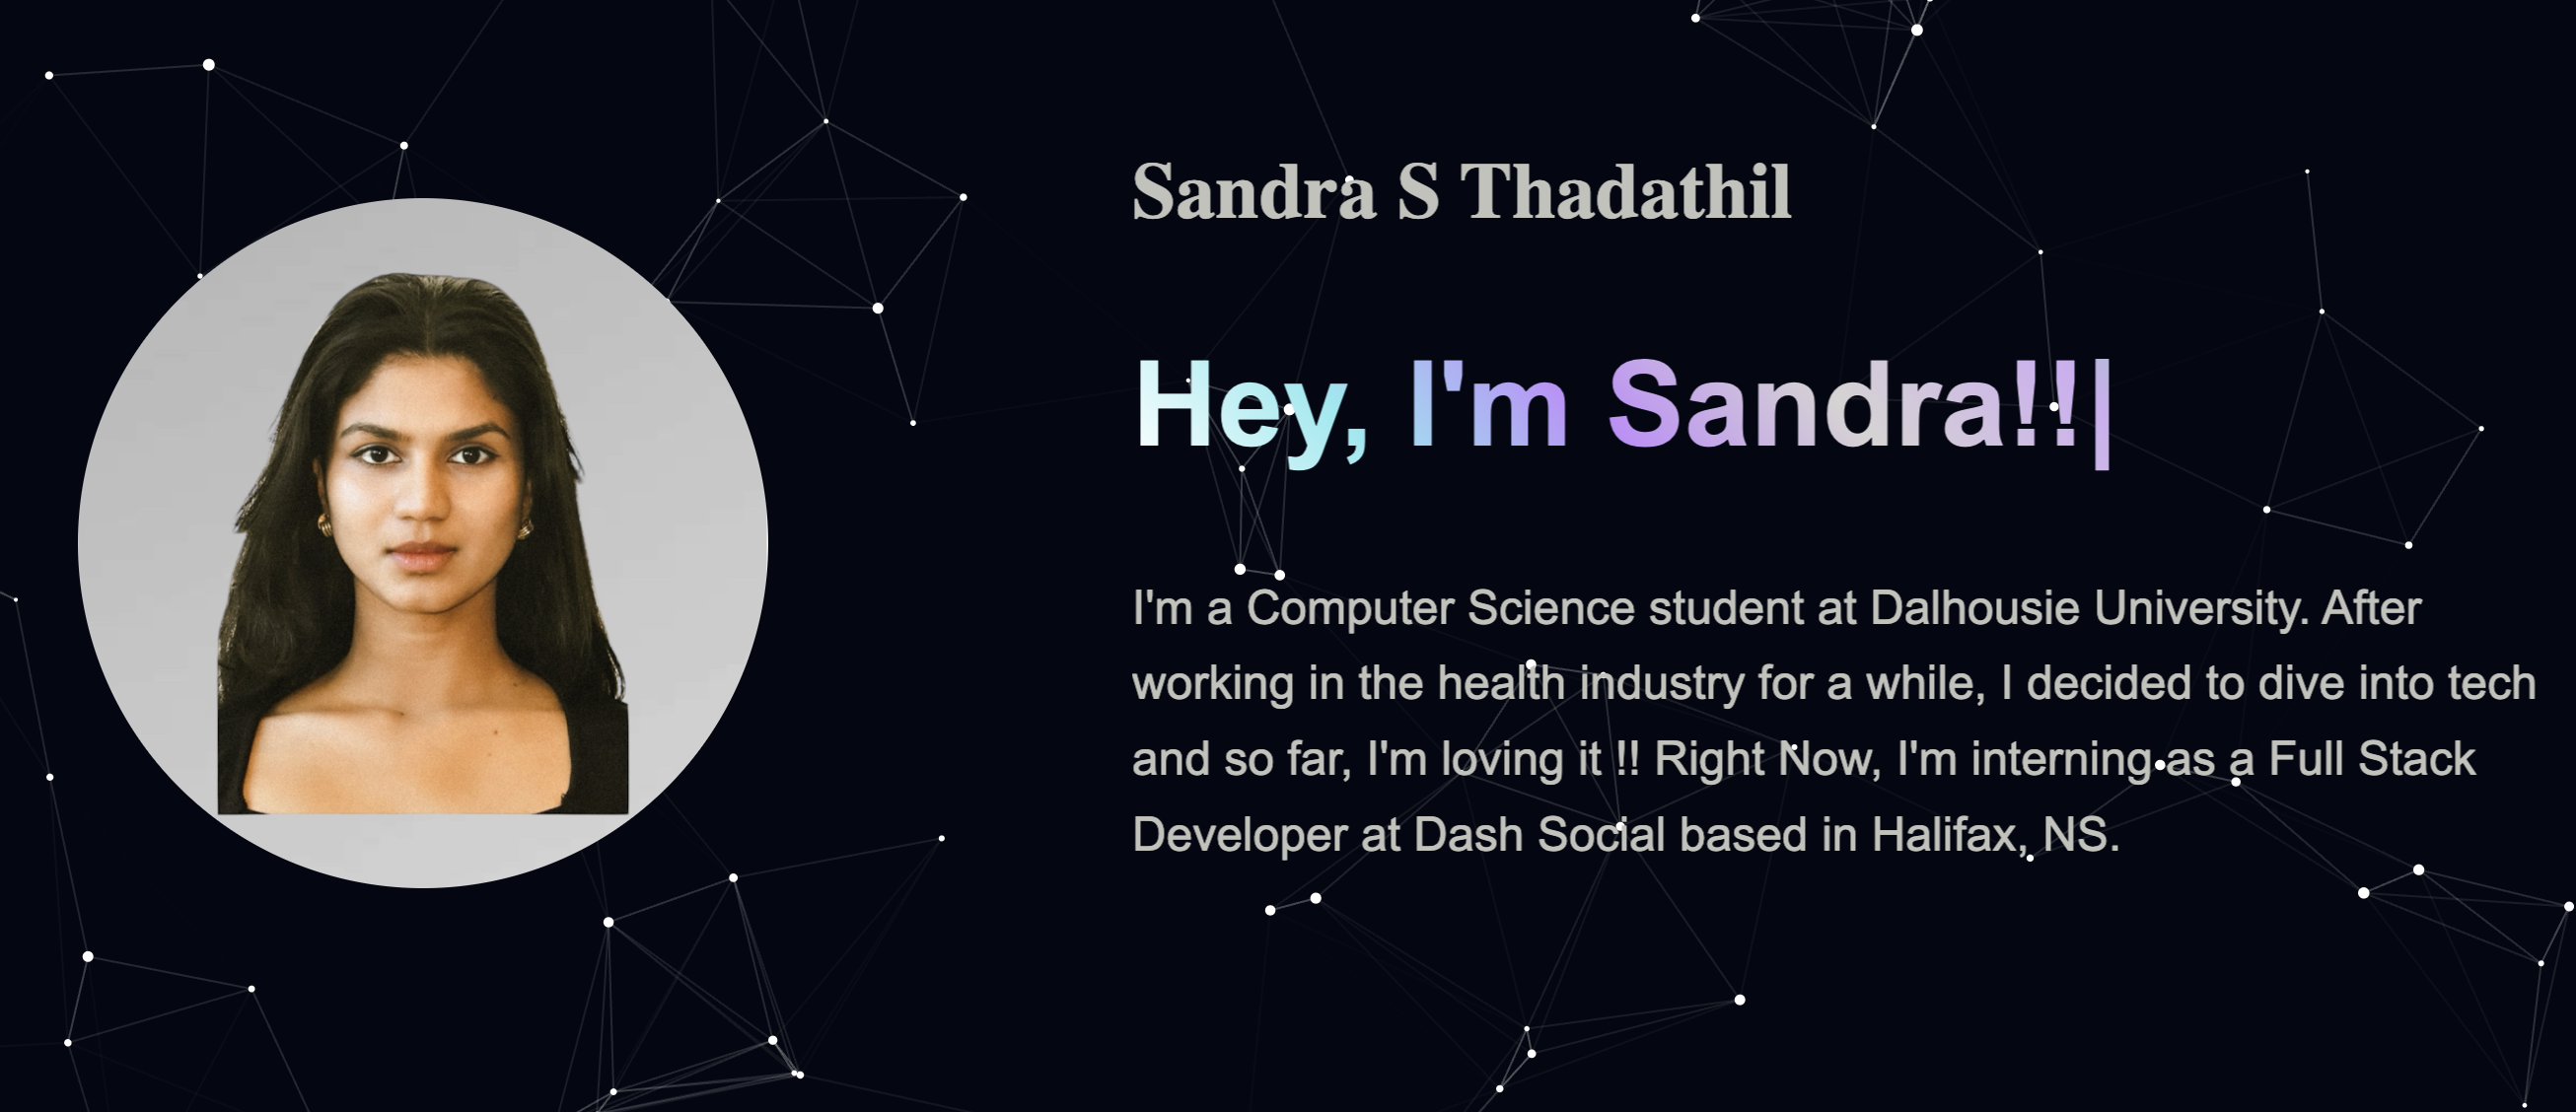 Sandra S Thadathil
Hey, I'm Sandra!!|
I'm a Computer Science student at Dalhousie University. After
working in the health industry for a while, I decided to dive into tech
and so far, I'm loving it !! Right Now, I'm interning as a Full Stack
Developer at Dash Social based in Halifax, NS.